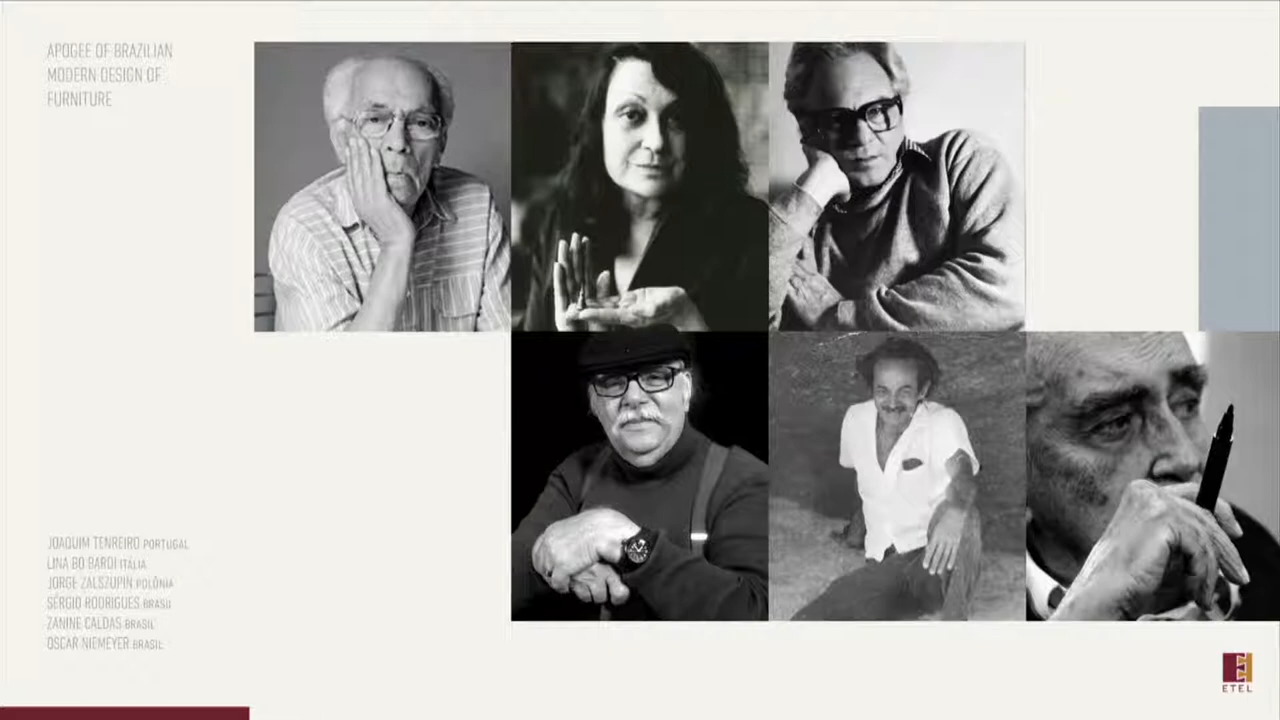 APOGEE OF BRAZILIAN
MODERN DESIGN OF
FURNITURE
JOAQUIM TENREIRO PORTUGAL
LINA BO BARDI ITÁLIA
JORGE ZALSZUPIN POLÔNIA
SÉRGIO RODRIGUES BRASIL
ZANINE CALDAS BRASIL
OSCAR NIEMEYER BRASIL
ETEL